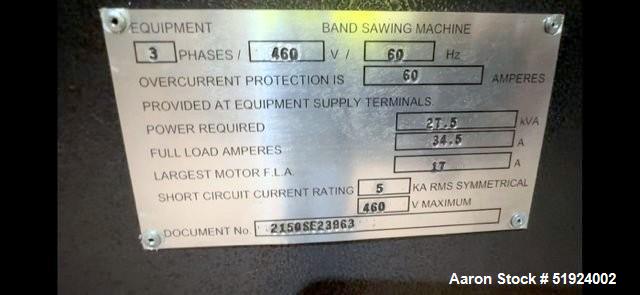 EQUIPMENT BAND SAWING MACHINE
3 PHASES / 460 V / 60 Hz
OVERCURRENT PROTECTION IS 60 AMPERES
PROVIDED AT EQUIPMENT SUPPLY TERMINALS
POWER REQUIRED 27.5 kVA
FULL LOAD AMPERES 34.5 A
LARGEST MOTOR F.L.A. 17 A
SHORT CIRCUIT CURRENT RATING 5 KA RMS SYMMETRICAL
460 V MAXIMUM
DOCUMENT No. 2150SE23963
Aaron Stock # 51924002